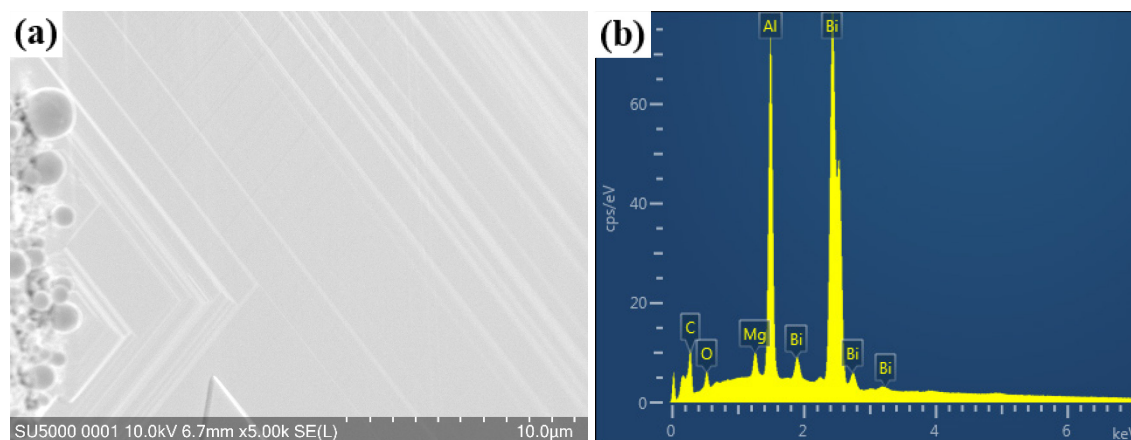 (a)
SU5000 0001 10.0kV 6.7mm x5.00k SE(L)
10.0μm
(b)
Al
Bi
60
cps/eV
40
C
O
Mg
Bi
20
Bi
Bi
0
0
2
4
6